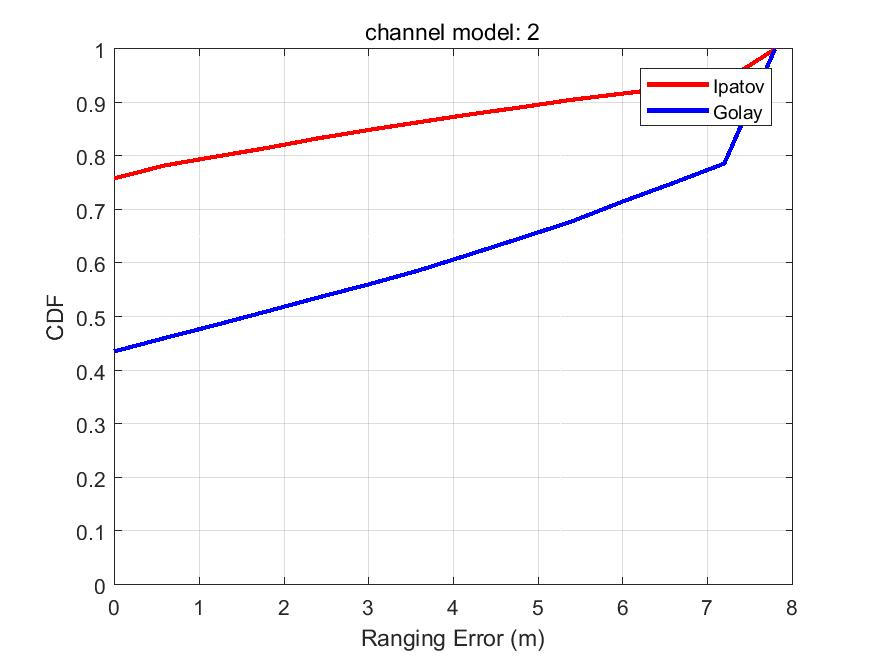 channel model: 2
1
0.9
0.8
0.7
0.6
0.5
0.4
0.3
0.2
0.1
0
Ipatov
Golay
CDF
0 1 2 3 4 5 6 7 8
Ranging Error (m)